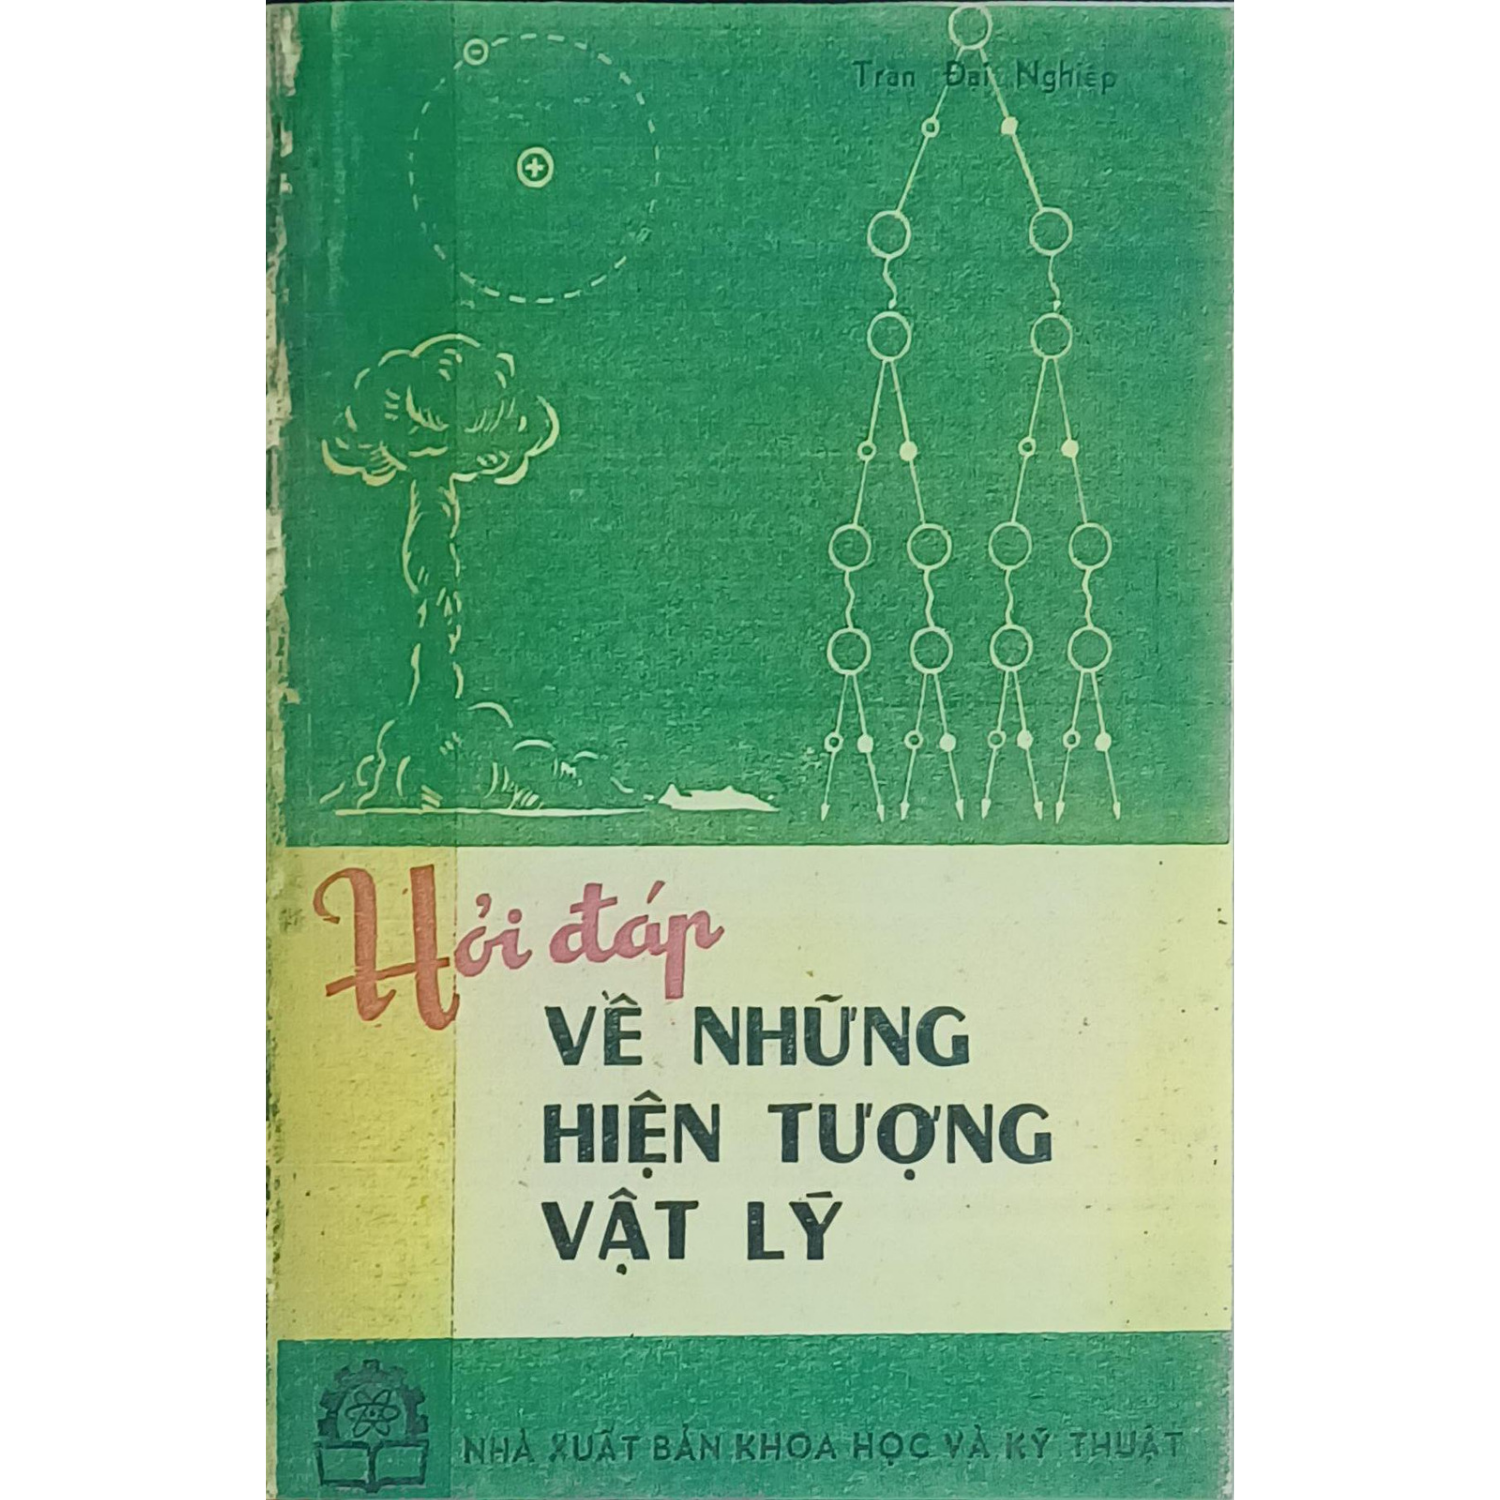 Trần Đại Nghiệp
Hỏi đáp
VỀ NHỮNG
HIỆN TƯỢNG
VẬT LÝ
NHÀ XUẤT BẢN KHOA HỌC VÀ KỸ THUẬT